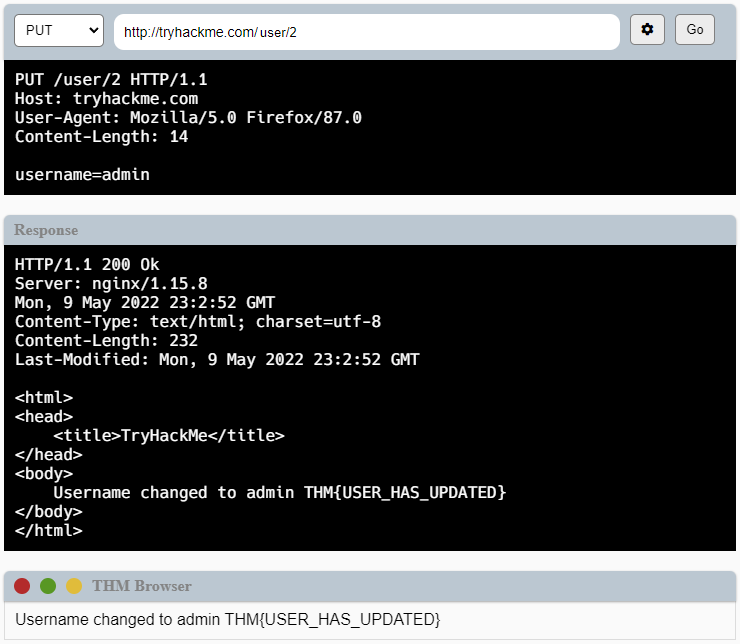 PUT
http://tryhackme.com/user/2
Go
PUT /user/2 HTTP/1.1
Host: tryhackme.com
User-Agent: Mozilla/5.0 Firefox/87.0
Content-Length: 14
username=admin
Response
HTTP/1.1 200 Ok
Server: nginx/1.15.8
Mon, 9 May 2022 23:2:52 GMT
Content-Type: text/html; charset=utf-8
Content-Length: 232
Last-Modified: Mon, 9 May 2022 23:2:52 GMT
<html>
<head>
    <title>TryHackMe</title>
</head>
<body>
    Username changed to admin THM{USER_HAS_UPDATED}
</body>
</html>
THM Browser
Username changed to admin THM{USER_HAS_UPDATED}